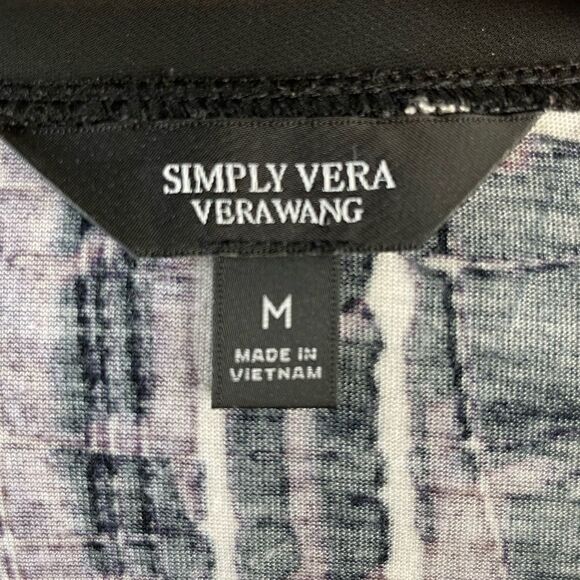 SIMPLY VERA
VERAWANG
M
MADE IN
VIETNAM